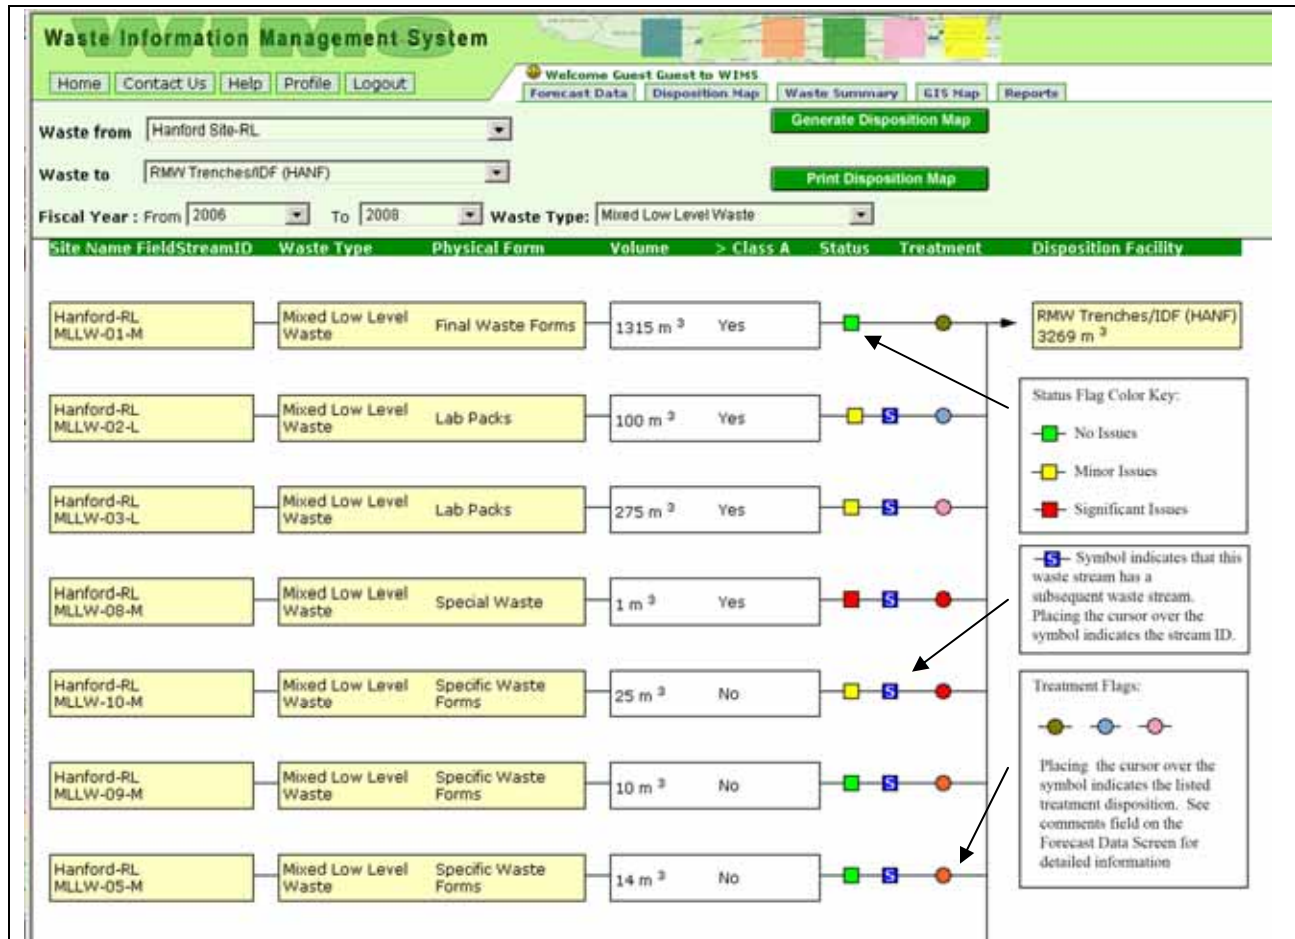 Waste Information Management System
Home Contact Us Help Profile Logout
Welcome Guest Guest to WIMS
Forecast Data Disposition Map Waste Summary GIS Map Reports
Waste from Hanford Site-RL
Generate Disposition Map
Waste to RMW Trenches/IDF (HANF)
Print Disposition Map
Fiscal Year : From 2006 To 2008 Waste Type: Mixed Low Level Waste
Site Name FieldStreamID Waste Type Physical Form Volume > Class A Status Treatment Disposition Facility
Hanford-RL
MLLW-01-M
Mixed Low Level
Waste
Final Waste Forms
1315 m 3 Yes
RMW Trenches/IDF (HANF)
3269 m 3
Hanford-RL
MLLW-02-L
Mixed Low Level
Waste
Lab Packs
100 m 3 Yes
S
Hanford-RL
MLLW-03-L
Mixed Low Level
Waste
Lab Packs
275 m 3 Yes
S
Hanford-RL
MLLW-08-M
Mixed Low Level
Waste
Special Waste
1 m 3 Yes
S
Hanford-RL
MLLW-10-M
Mixed Low Level
Waste
Specific Waste
Forms
25 m 3 No
S
Hanford-RL
MLLW-09-M
Mixed Low Level
Waste
Specific Waste
Forms
10 m 3 No
S
Hanford-RL
MLLW-05-M
Mixed Low Level
Waste
Specific Waste
Forms
14 m 3 No
S
Status Flag Color Key:
No Issues
Minor Issues
Significant Issues
S Symbol indicates that this
waste stream has a
subsequent waste stream.
Placing the cursor over the
symbol indicates the stream ID.
Treatment Flags:
Placing the cursor over the
symbol indicates the listed
treatment disposition. See
comments field on the
Forecast Data Screen for
detailed information